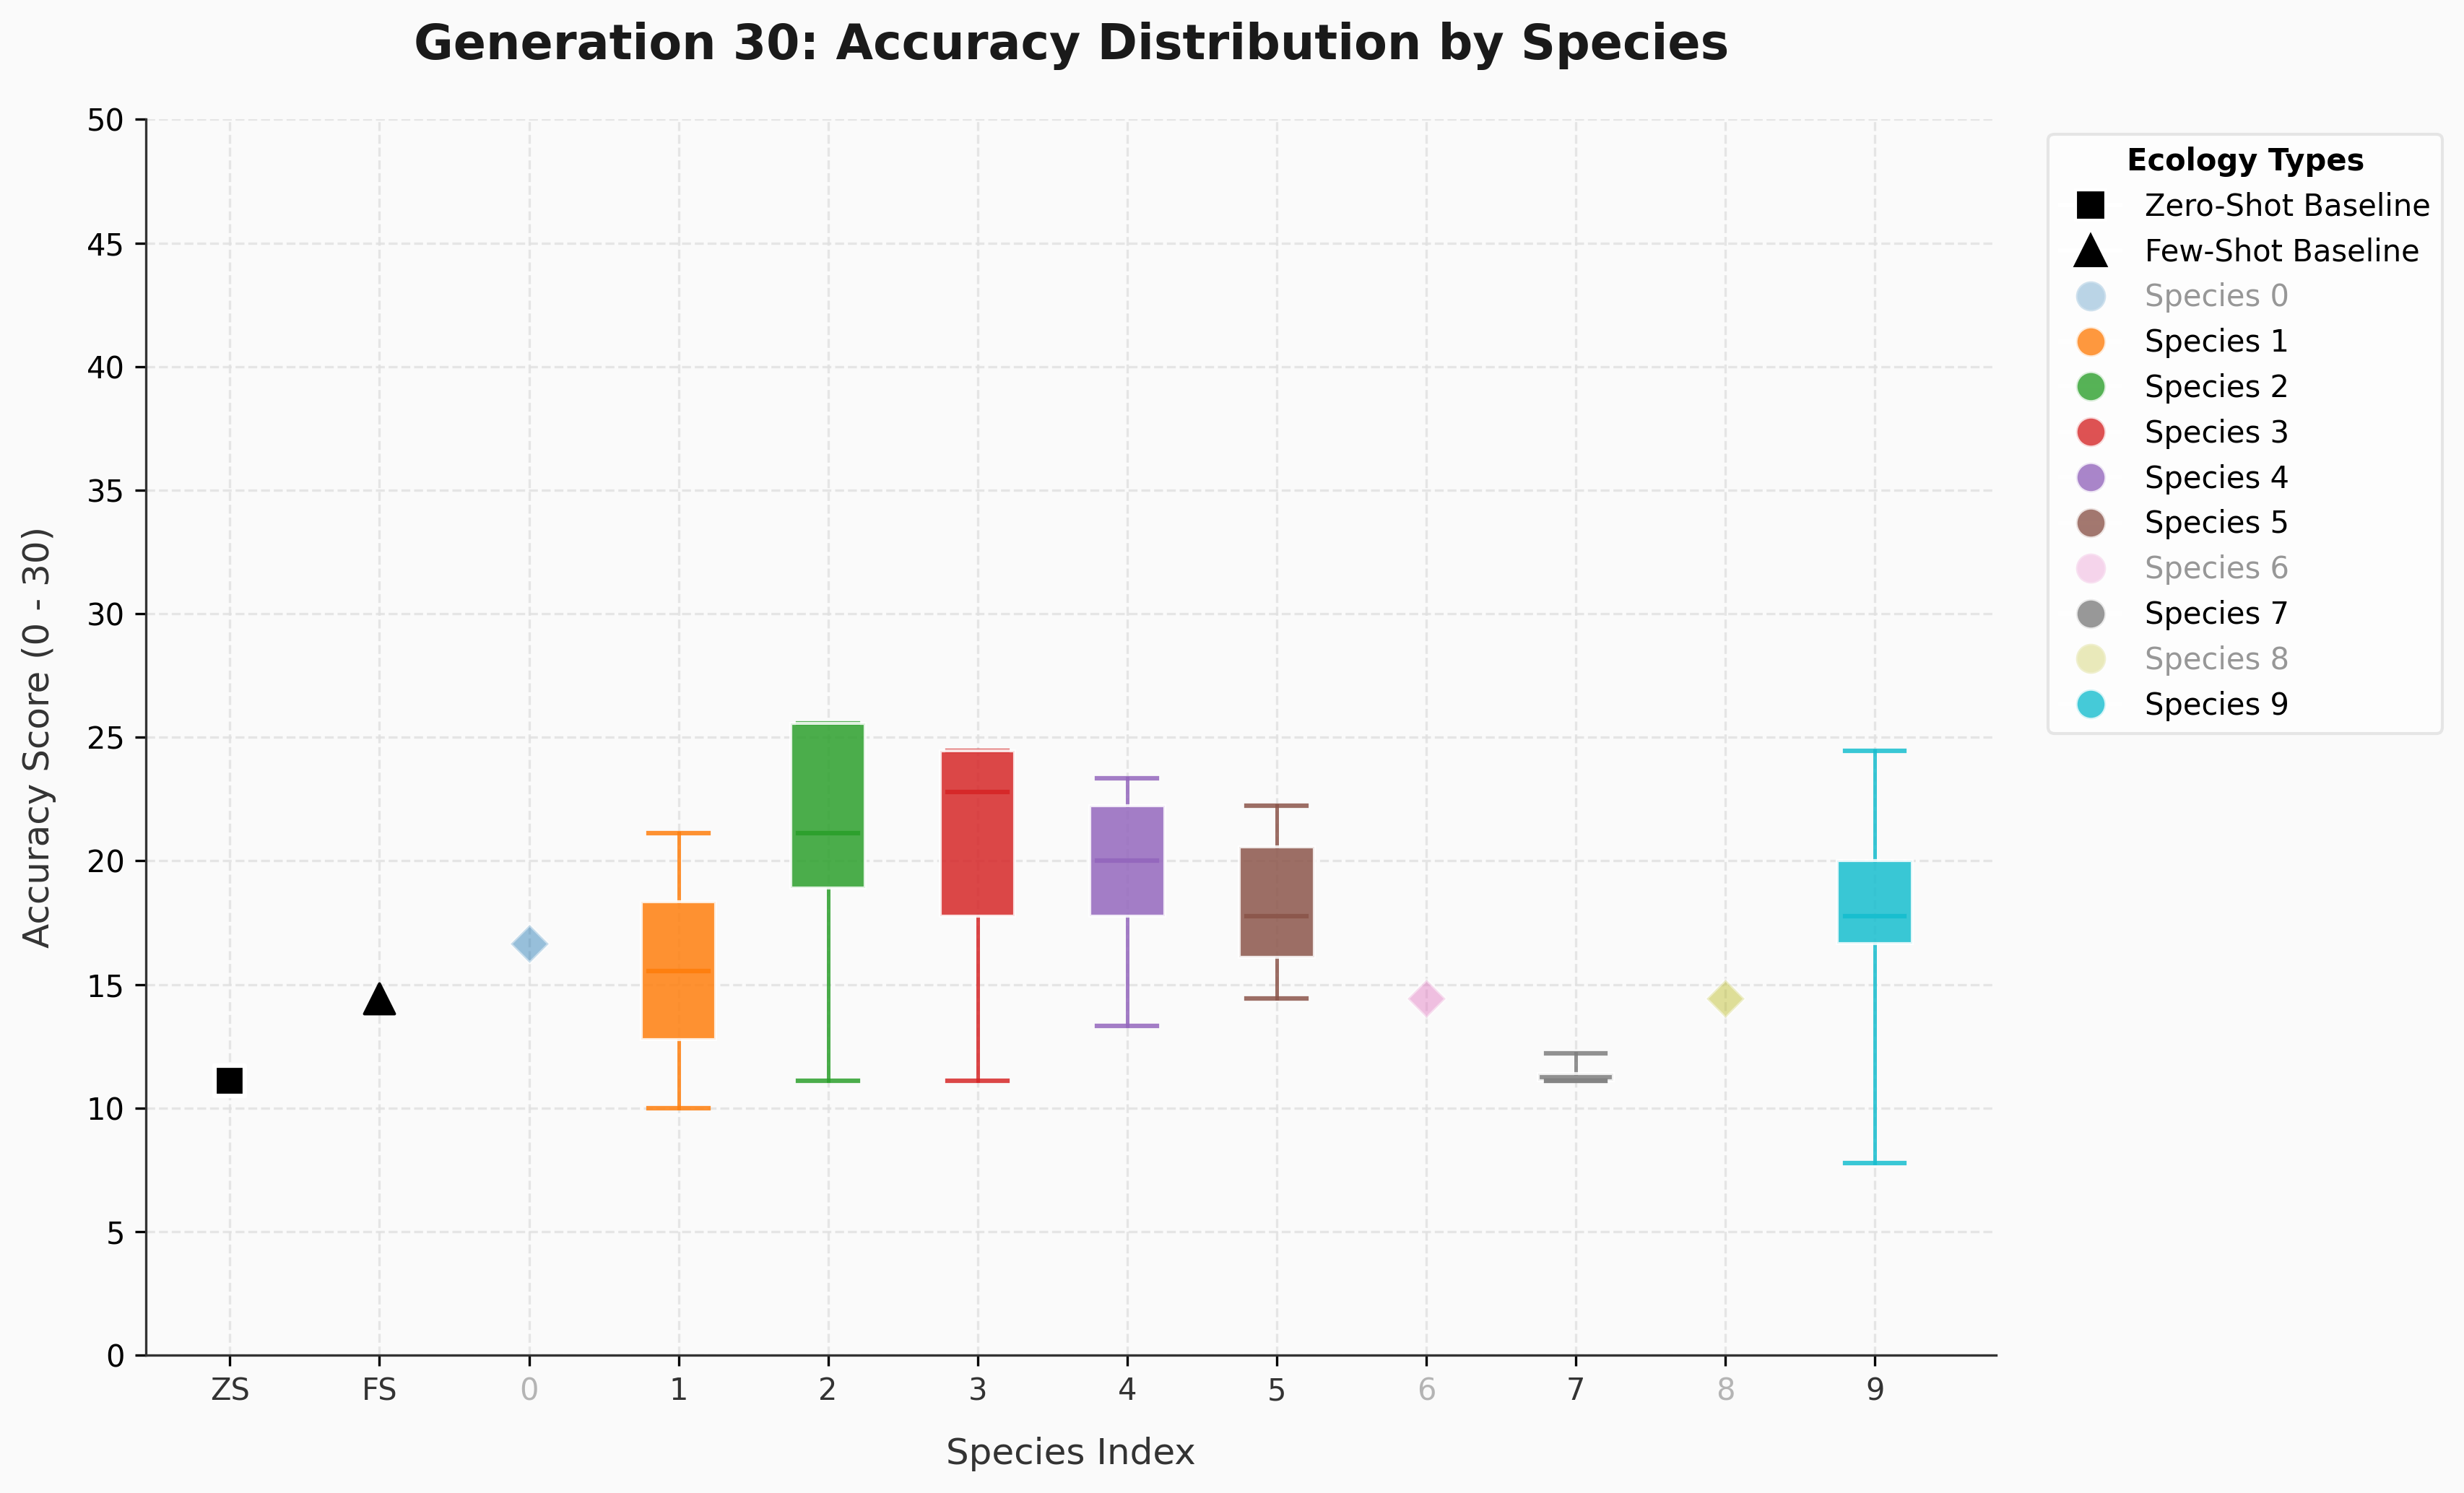 Generation 30: Accuracy Distribution by Species
Accuracy Score (0 - 30)
50
45
40
35
30
25
20
15
10
5
0
ZS FS 0 1 2 3 4 5 6 7 8 9
Species Index
Ecology Types
Zero-Shot Baseline
Few-Shot Baseline
Species 0
Species 1
Species 2
Species 3
Species 4
Species 5
Species 6
Species 7
Species 8
Species 9